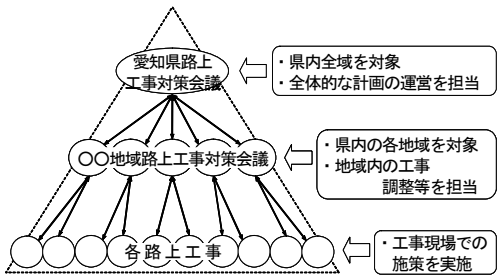 愛知県路上
工事対策会議
・県内全域を対象
・全体的な計画の運営を担当
〇〇地域路上工事対策会議
・県内の各地域を対象
・地域内の工事
調整等を担当
各路上工事
・工事現場での
施策を実施